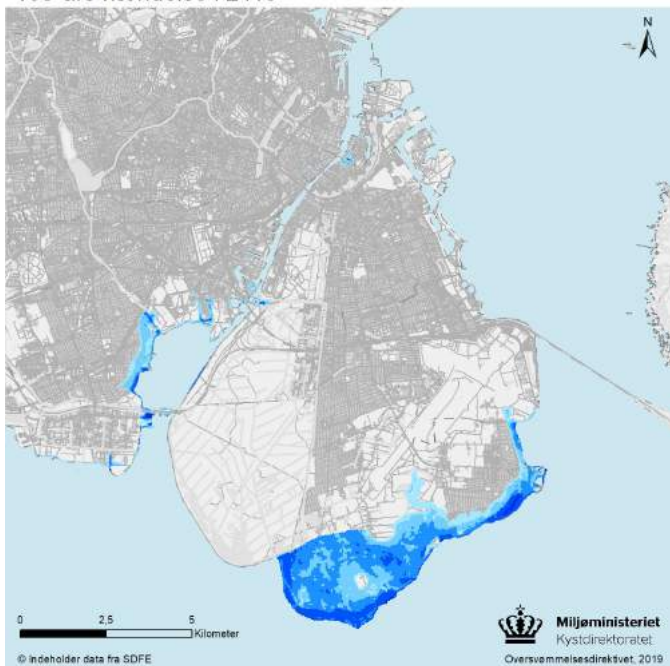 N
0 2,5 5
Kilometer
© Indeholder data fra SDFE
Miljøministeriet
Kystdirektoratet
Oversvømmelsesdirektivet, 2019